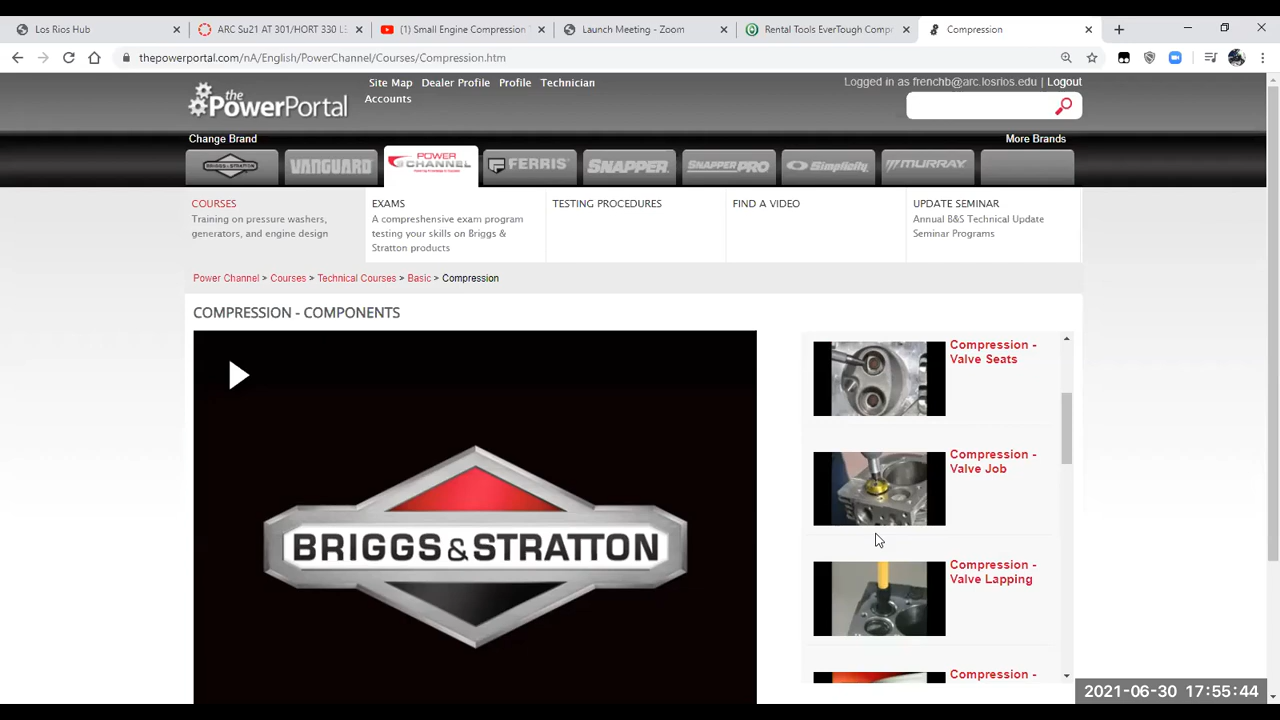 Los Rios Hub
ARC Su21 AT 301/HORT 330 LE
(1) Small Engine Compression
Launch Meeting - Zoom
Rental Tools EverTough Comp
Compression
thepowerportal.com/nA/English/PowerChannel/Courses/Compression.htm
the
PowerPortal
Site Map Dealer Profile Profile Technician
Accounts
Logged in as frenchb@arc.losrios.edu | Logout
Change Brand
More Brands
BRIGGS & STRATTON
VANGUARD
POWER
CHANNEL
FERRIS
SNAPPER
SNAPPER PRO
Simplicity
MURRAY
COURSES
Training on pressure washers,
generators, and engine design
EXAMS
A comprehensive exam program
testing your skills on Briggs &
Stratton products
TESTING PROCEDURES
FIND A VIDEO
UPDATE SEMINAR
Annual B&S Technical Update
Seminar Programs
Power Channel > Courses > Technical Courses > Basic > Compression
COMPRESSION - COMPONENTS
BRIGGS & STRATTON
Compression -
Valve Seats
Compression -
Valve Job
Compression -
Valve Lapping
Compression -
2021-06-30 17:55:44